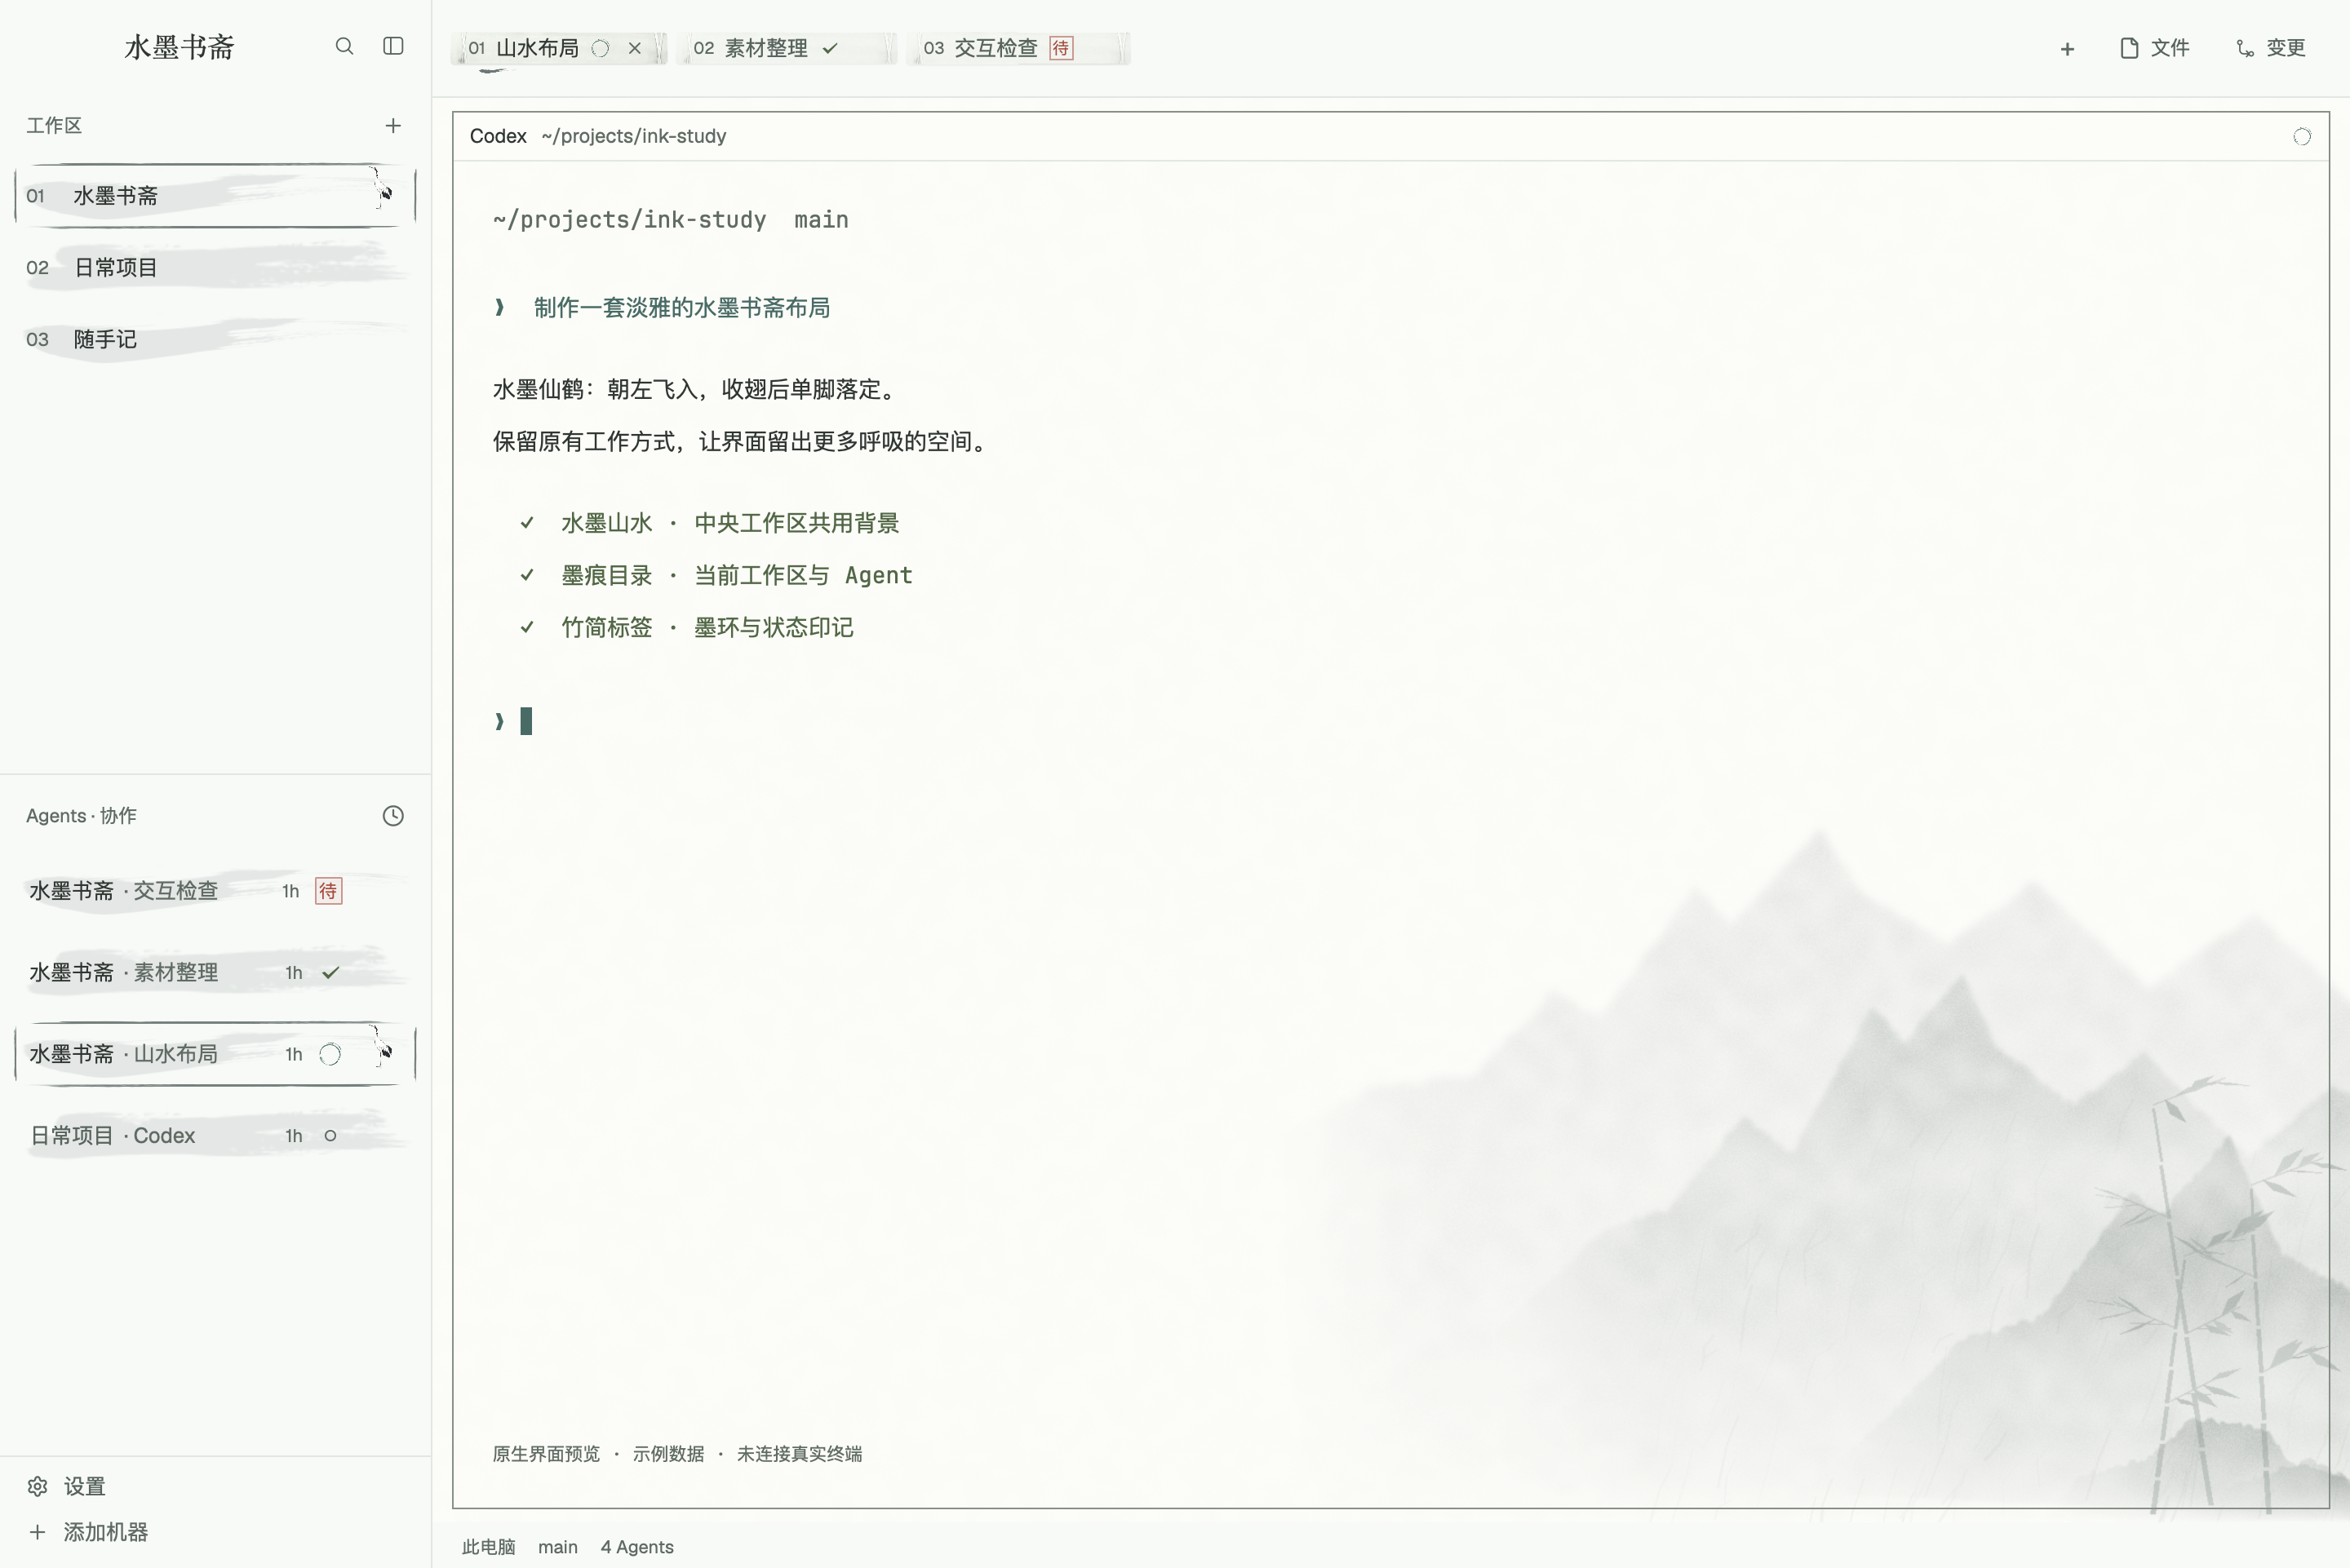 水墨书斋
工作区
01 水墨书斋
02 日常项目
03 随手记
Agents · 协作
水墨书斋 · 交互检查 1h 待
水墨书斋 · 素材整理 1h
水墨书斋 · 山水布局 1h
日常项目 · Codex 1h
设置
添加机器
01 山水布局 02 素材整理 03 交互检查 待
文件 变更
Codex ~/projects/ink-study
~/projects/ink-study main
❯ 制作一套淡雅的水墨书斋布局
水墨仙鹤：朝左飞入，收翅后单脚落定。
保留原有工作方式，让界面留出更多呼吸的空间。
✓ 水墨山水 · 中央工作区共用背景
✓ 墨痕目录 · 当前工作区与 Agent
✓ 竹简标签 · 墨环与状态印记
❯
原生界面预览 · 示例数据 · 未连接真实终端
此电脑 main 4 Agents